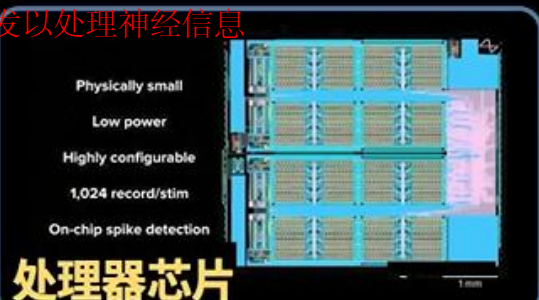 发以处理神经信息
Physically small
Low power
Highly configurable
1,024 record/stim
On-chip spike detection
处理器芯片
1 mm